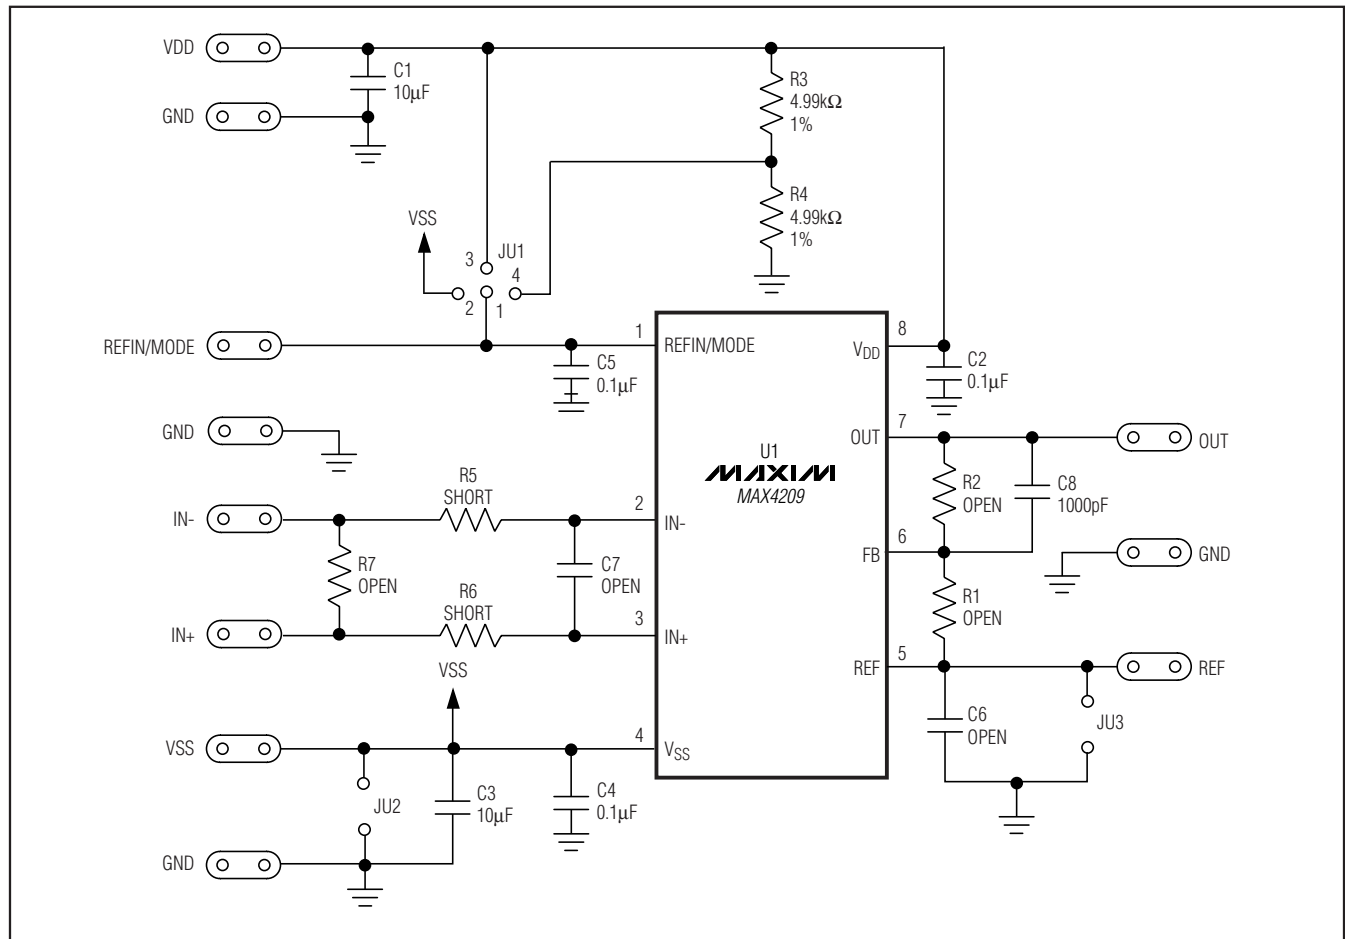 VDD
C1
10µF
GND
R3
4.99kΩ
1%
R4
4.99kΩ
1%
VSS
3
JU1
4
2
1
REFIN/MODE
1
REFIN/MODE
C5
0.1µF
8
VDD
C2
0.1µF
GND
7
OUT
OUT
U1
MAXIM
MAX4209
R5
SHORT
R2
OPEN
C8
1000pF
IN-
2
IN-
R7
OPEN
C7
OPEN
6
FB
GND
R6
SHORT
R1
OPEN
IN+
3
IN+
5
REF
REF
VSS
C6
OPEN
JU3
VSS
4
VSS
JU2
C3
10µF
C4
0.1µF
GND